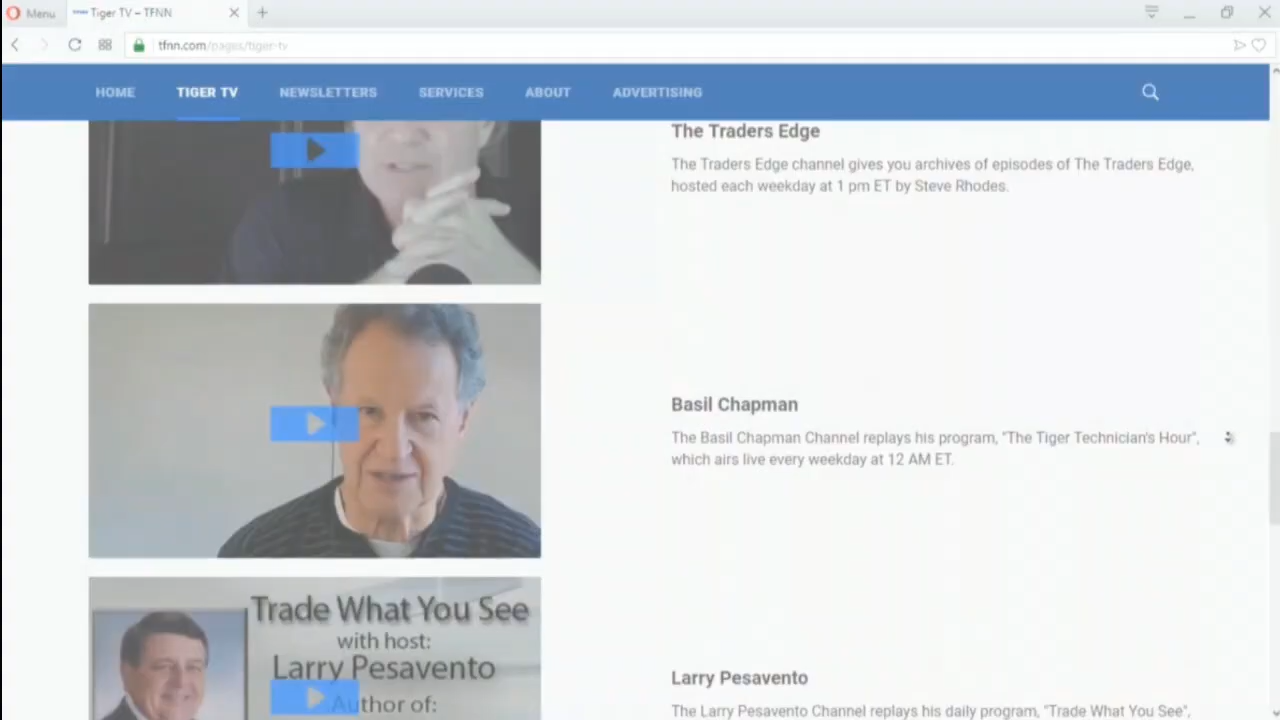 Menu
Tiger TV – TFNN
tfnn.com/pages/tiger-tv
HOME TIGER TV NEWSLETTERS SERVICES ABOUT ADVERTISING
The Traders Edge
The Traders Edge channel gives you archives of episodes of The Traders Edge,
hosted each weekday at 1 pm ET by Steve Rhodes.
Basil Chapman
The Basil Chapman Channel replays his program, "The Tiger Technician's Hour",
which airs live every weekday at 12 AM ET.
Trade What You See
with host:
Larry Pesavento
Author of:
Larry Pesavento
The Larry Pesavento Channel replays his daily program, "Trade What You See",